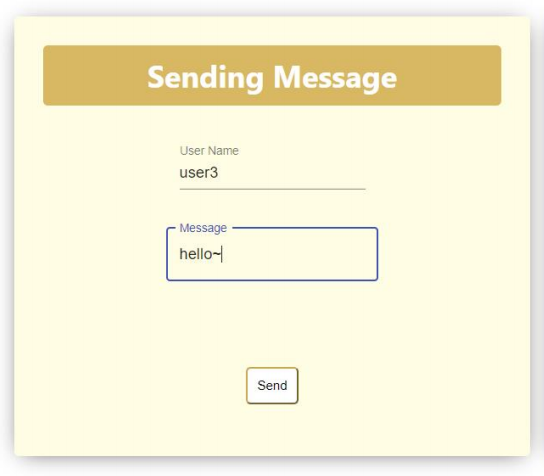 Sending Message
User Name
user3
Message
hello~
Send